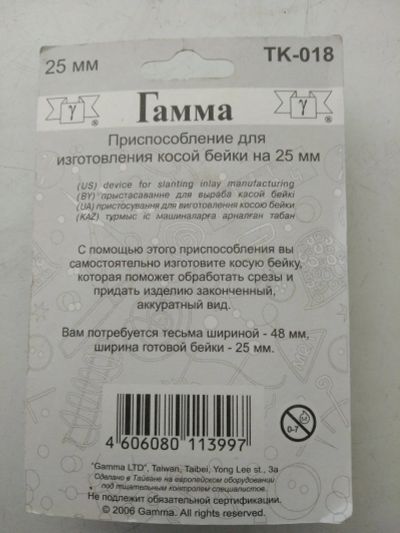 25 мм
TK-018
γ
Гамма
γ
®
®
Приспособление для
изготовления косой бейки на 25 мм
(US) device for slanting inlay manufacturing
(BY) прыстасаванне для выраба касой бейкі
(UA) пристосування для виготовлення косою бейки
(KAZ) турмыс ic машиналарға арналған табан
С помощью этого приспособления вы
самостоятельно изготовите косую бейку,
которая поможет обработать срезы и
придать изделию законченный,
аккуратный вид.
Вам потребуется тесьма шириной - 48 мм,
ширина готовой бейки - 25 мм.
4 606080 113997
0-7
"Gamma LTD", Taiwan, Taibei, Yong Lee st., 3a
Сделано в Тайване на европейском оборудовании
под тщательным контролем специалистов.
Не подлежит обязательной сертификации.
© 2006 Gamma. All rights reserved.